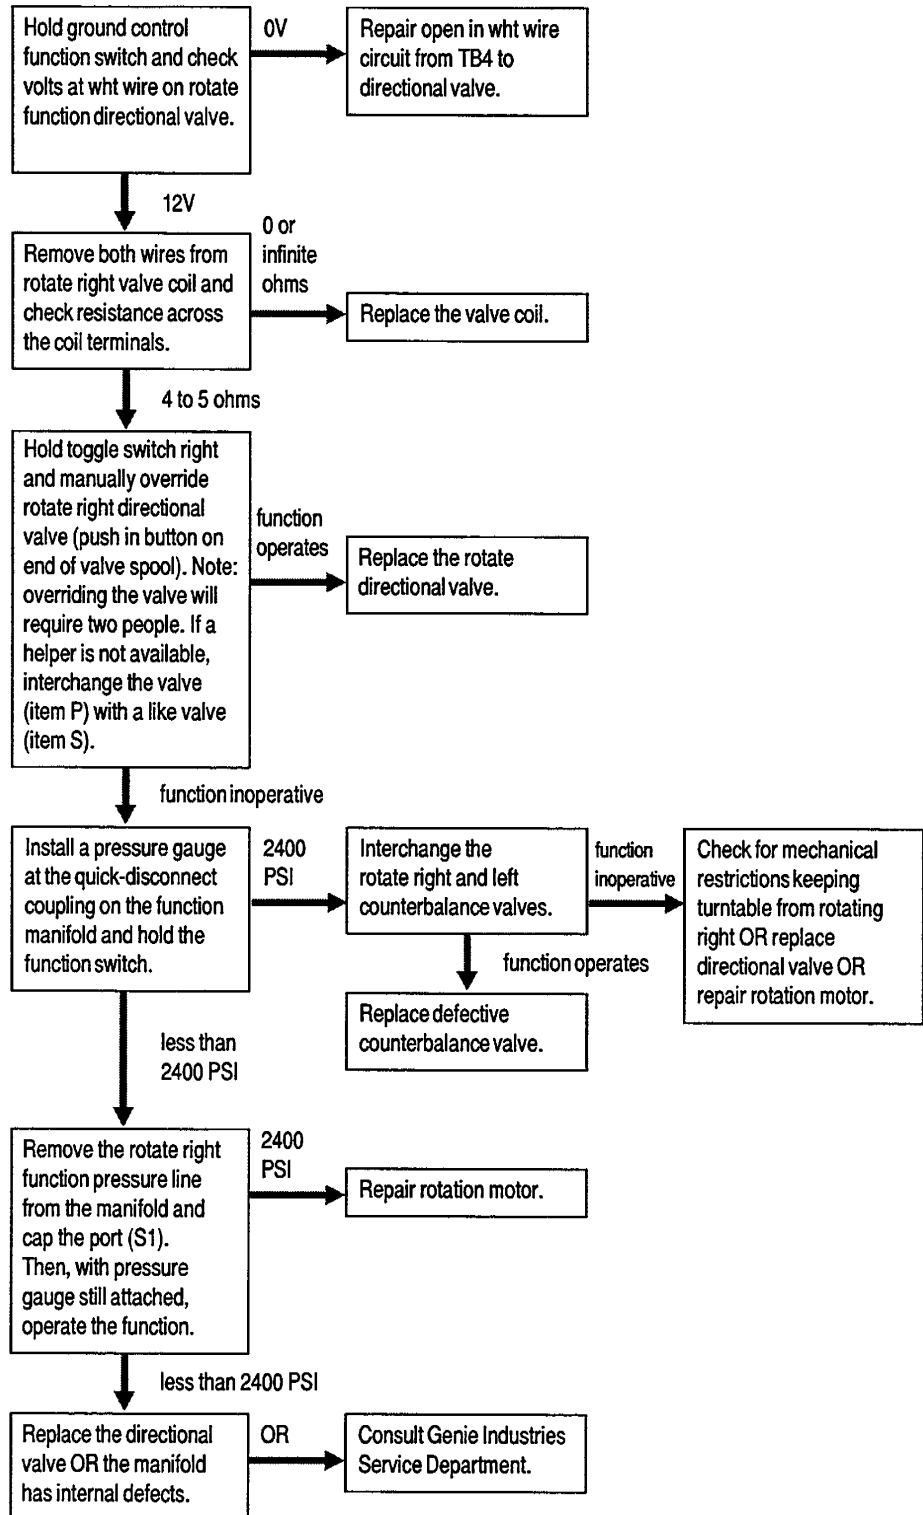 Hold ground control
function switch and check
volts at wht wire on rotate
function directional valve.
0V
Repair open in wht wire
circuit from TB4 to
directional valve.
12V
Remove both wires from
rotate right valve coil and
check resistance across
the coil terminals.
0 or
infinite
ohms
Replace the valve coil.
4 to 5 ohms
Hold toggle switch right
and manually override
rotate right directional
valve (push in button on
end of valve spool). Note:
overriding the valve will
require two people. If a
helper is not available,
interchange the valve
(item P) with a like valve
(item S).
function
operates
Replace the rotate
directional valve.
function inoperative
Install a pressure gauge
at the quick-disconnect
coupling on the function
manifold and hold the
function switch.
2400
PSI
Interchange the
rotate right and left
counterbalance valves.
function
inoperative
Check for mechanical
restrictions keeping
turntable from rotating
right OR replace
directional valve OR
repair rotation motor.
function operates
Replace defective
counterbalance valve.
less than
2400 PSI
Remove the rotate right
function pressure line
from the manifold and
cap the port (S1).
Then, with pressure
gauge still attached,
operate the function.
2400
PSI
Repair rotation motor.
less than 2400 PSI
Replace the directional
valve OR the manifold
has internal defects.
OR
Consult Genie Industries
Service Department.